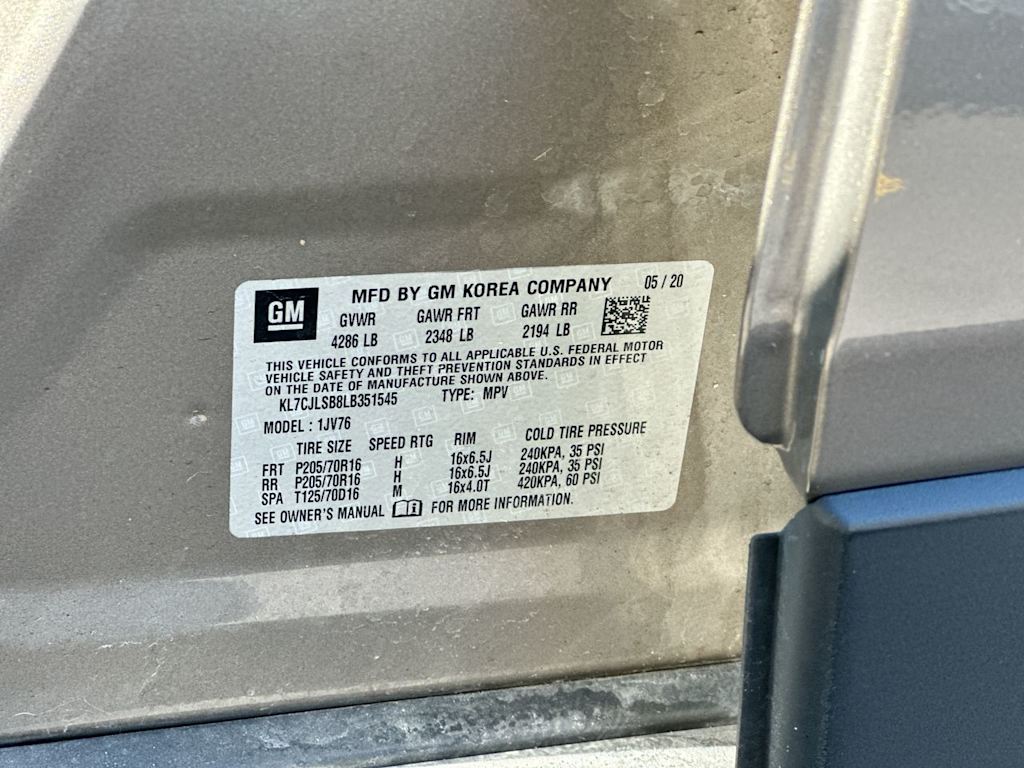 GM
MFD BY GM KOREA COMPANY 05 / 20
GVWR GAWR FRT GAWR RR
4286 LB 2348 LB 2194 LB
THIS VEHICLE CONFORMS TO ALL APPLICABLE U.S. FEDERAL MOTOR
VEHICLE SAFETY AND THEFT PREVENTION STANDARDS IN EFFECT
ON THE DATE OF MANUFACTURE SHOWN ABOVE.
KL7CJLSB8LB351545 TYPE: MPV
MODEL : 1JV76
TIRE SIZE SPEED RTG RIM COLD TIRE PRESSURE
FRT P205/70R16 H 16x6.5J 240KPA, 35 PSI
RR P205/70R16 H 16x6.5J 240KPA, 35 PSI
SPA T125/70D16 M 16x4.0T 420KPA, 60 PSI
SEE OWNER'S MANUAL FOR MORE INFORMATION.